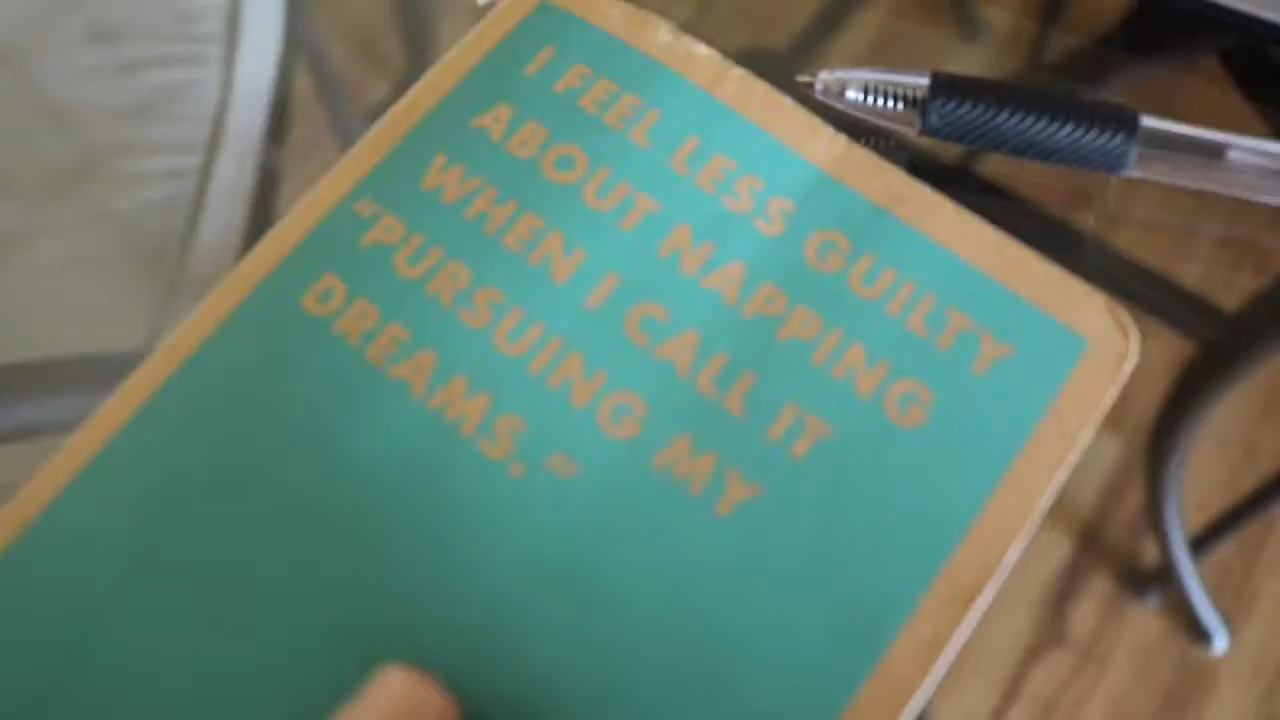 I FEEL LESS GUILTY
ABOUT NAPPING
WHEN I CALL IT
"PURSUING MY
DREAMS."